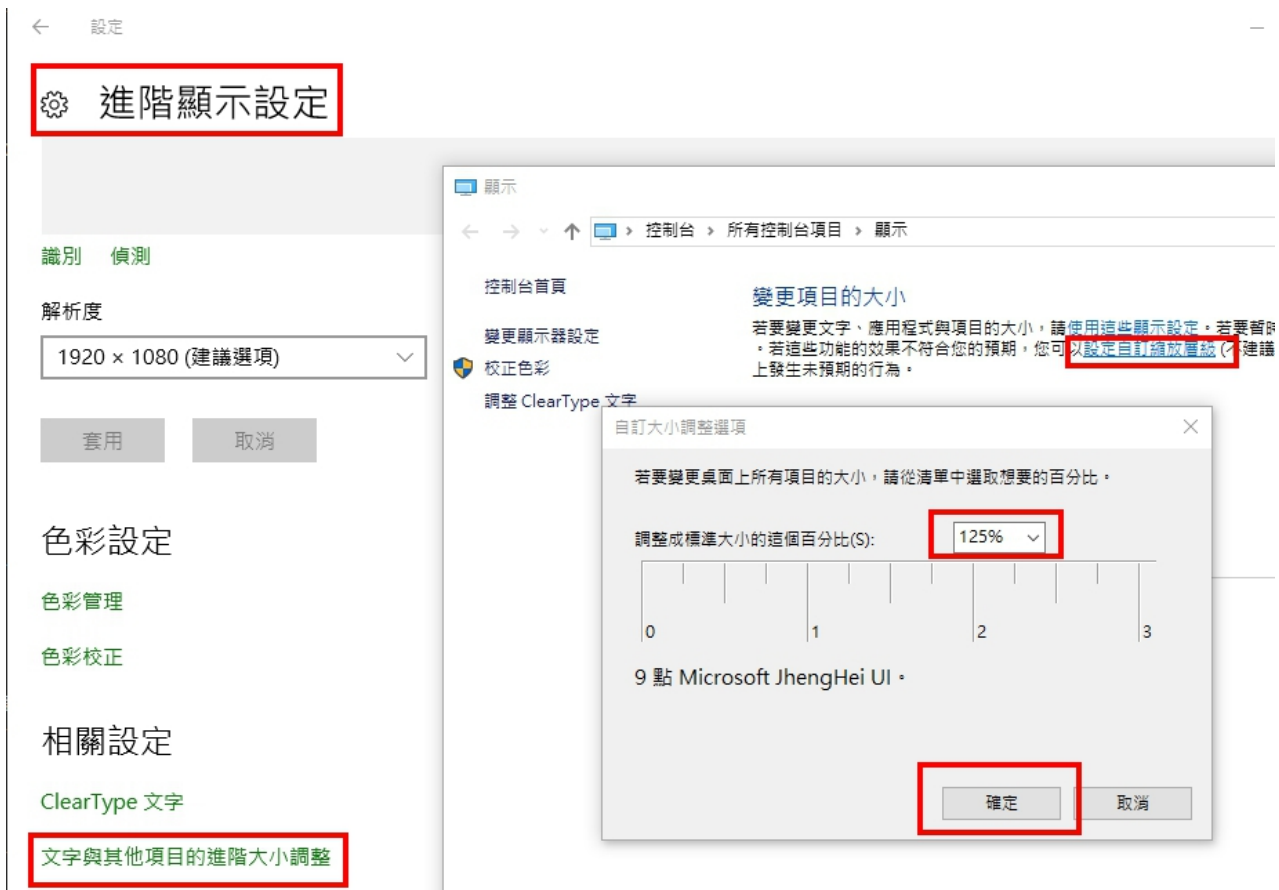 設定
進階顯示設定
識別 偵測
解析度
1920 × 1080 (建議選項)
套用 取消
色彩設定
色彩管理
色彩校正
相關設定
ClearType 文字
文字與其他項目的進階大小調整
顯示
控制台 › 所有控制台項目 › 顯示
控制台首頁
變更顯示器設定
校正色彩
調整 ClearType 文字
變更項目的大小
若要變更文字、應用程式與項目的大小，請使用這些顯示設定。若要暫時
。若這些功能的效果不符合您的預期，您可以設定自訂縮放層級 (不建議
上發生未預期的行為。
自訂大小調整選項
若要變更桌面上所有項目的大小，請從清單中選取想要的百分比。
調整成標準大小的這個百分比(S): 125%
0 1 2 3
9 點 Microsoft JhengHei UI。
確定 取消